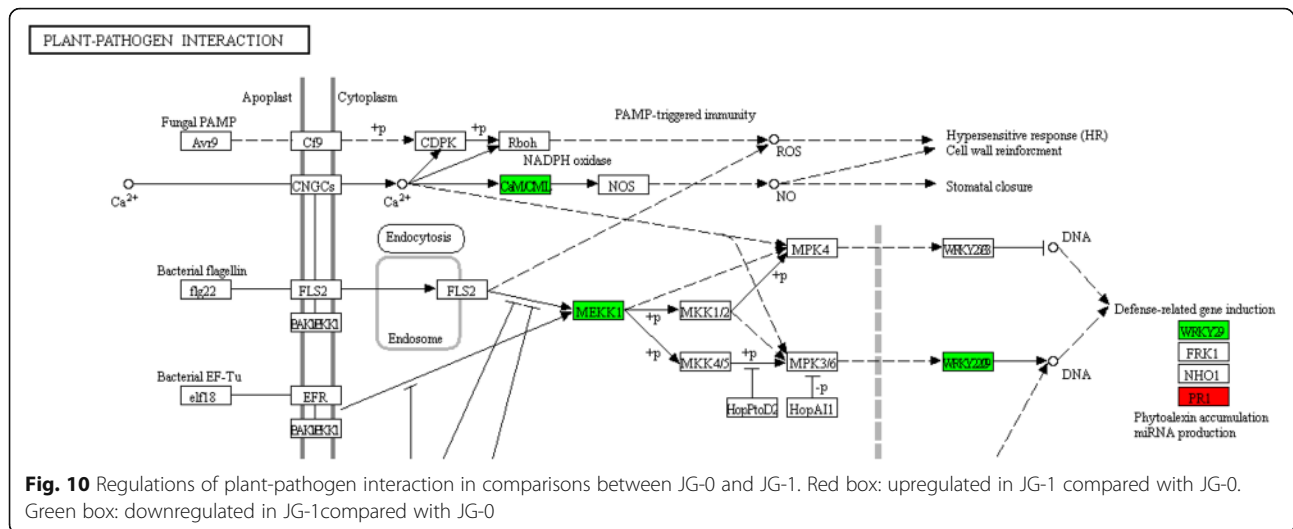 PLANT-PATHOGEN INTERACTION
Apoplast
Cytoplasm
Fungal PAMP
Avr9
Cf9
+p
CDPK
+p
Rboh
NADPH oxidase
PAMP-triggered immunity
ROS
Hypersensitive response (HR)
Cell wall reinforcment
Ca2+
CNGCs
Ca2+
CaM/CML
NOS
NO
Stomatal closure
Endocytosis
MPK4
DNA
Bacterial flagellin
flg22
FLS2
FLS2
MEKK1
+p
MKK1/2
+p
Defense-related gene induction
WRKY29
FRK1
NHO1
PR1
Phytoalexin accumulation
miRNA production
Endosome
+p
MKK4/5
+p
MPK3/6
DNA
Bacterial EF-Tu
elf18
EFR
HopPtoD2
-p
HopAI1
Fig. 10 Regulations of plant-pathogen interaction in comparisons between JG-0 and JG-1. Red box: upregulated in JG-1 compared with JG-0.
Green box: downregulated in JG-1compared with JG-0